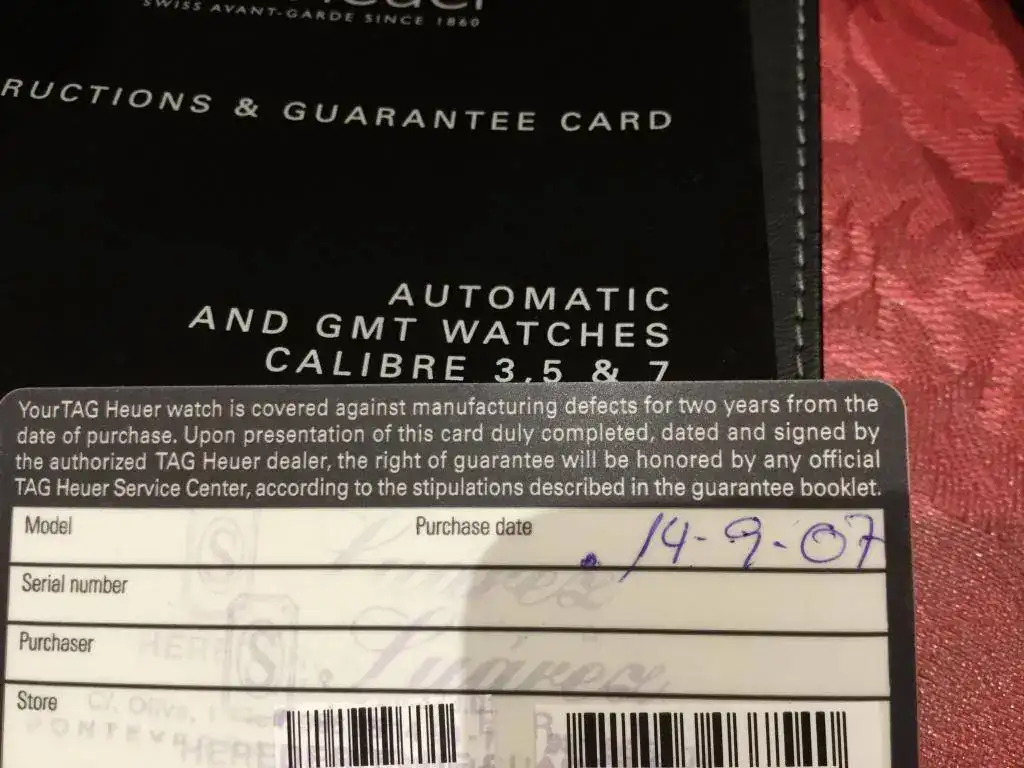 SWISS AVANT-GARDE SINCE 1860
RUCTIONS & GUARANTEE CARD
AUTOMATIC
AND GMT WATCHES
CALIBRE 3,5 & 7
Your TAG Heuer watch is covered against manufacturing defects for two years from the
date of purchase. Upon presentation of this card duly completed, dated and signed by
the authorized TAG Heuer dealer, the right of guarantee will be honored by any official
TAG Heuer Service Center, according to the stipulations described in the guarantee booklet.
Model Purchase date 14-9-07
Suárez
Serial number
Purchaser
Suárez
Store